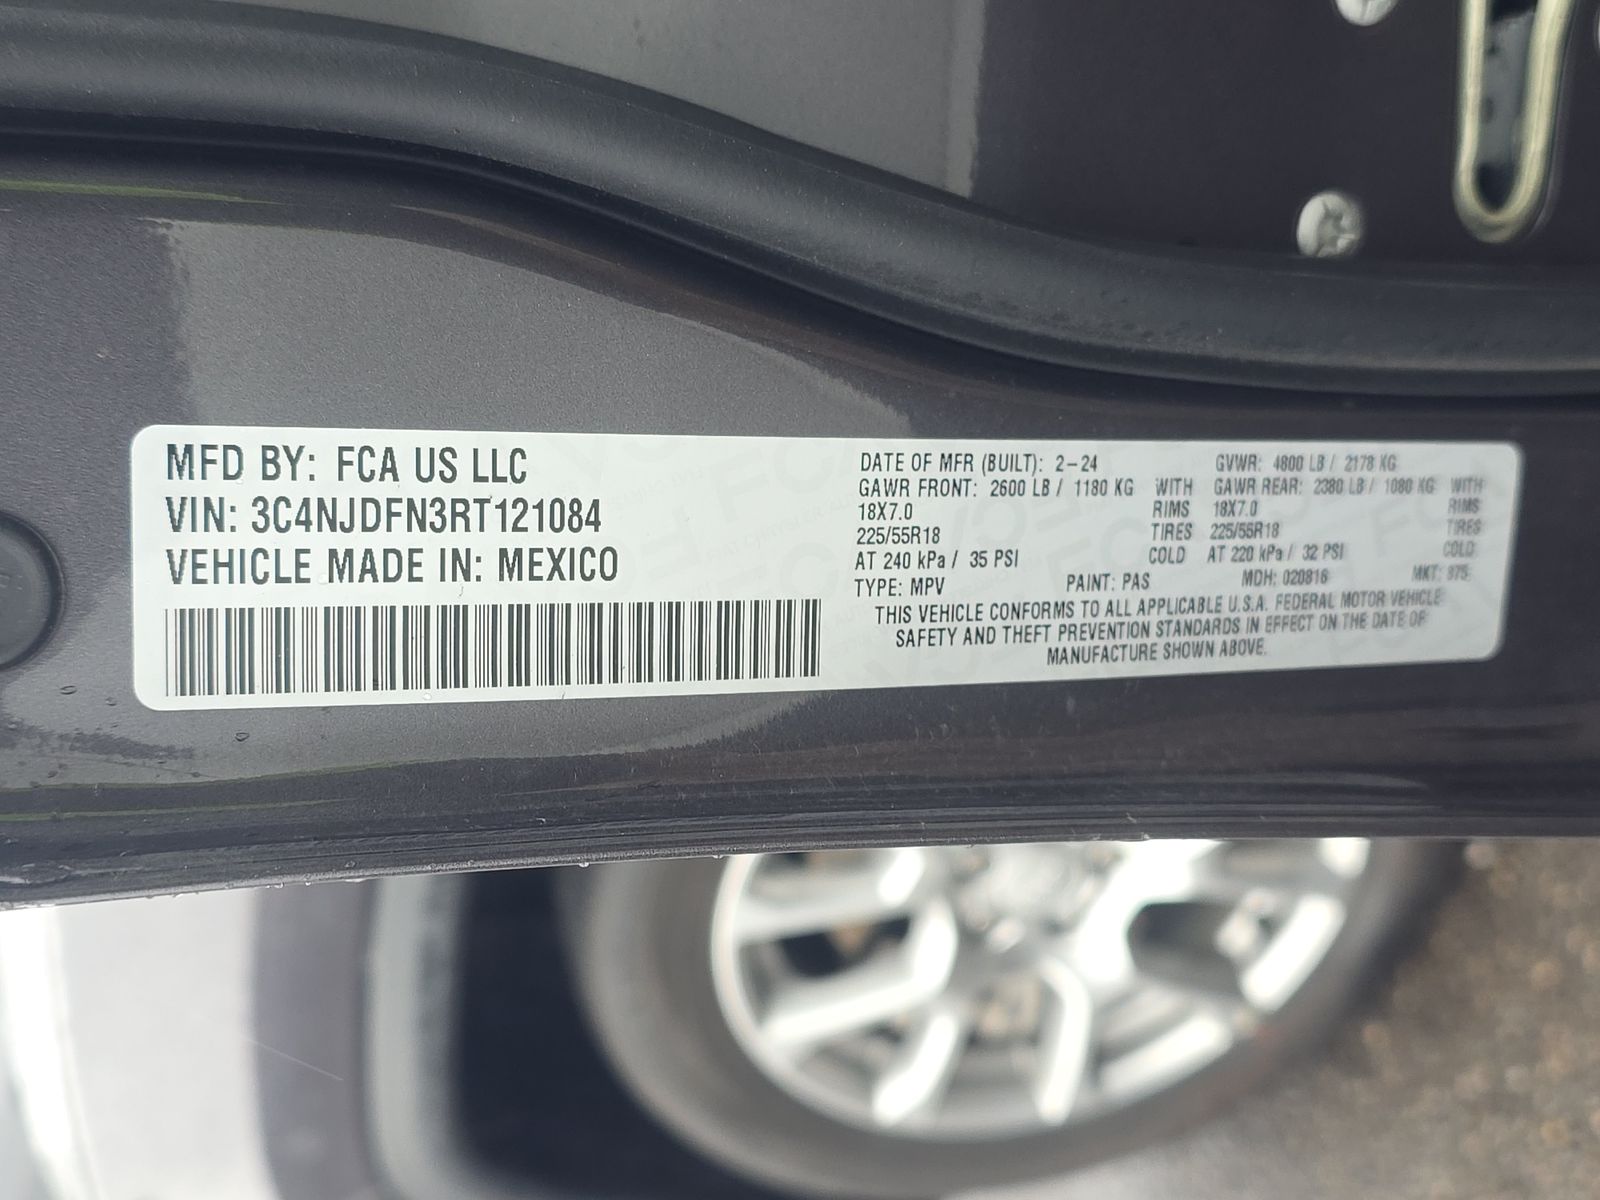 MFD BY: FCA US LLC
VIN: 3C4NJDFN3RT121084
VEHICLE MADE IN: MEXICO
DATE OF MFR (BUILT): 2-24 GVWR: 4800 LB / 2178 KG
GAWR FRONT: 2600 LB / 1180 KG WITH GAWR REAR: 2380 LB / 1080 KG WITH
18X7.0 RIMS 18X7.0 RIMS
225/55R18 TIRES 225/55R18 TIRES
AT 240 kPa / 35 PSI COLD AT 220 kPa / 32 PSI COLD
TYPE: MPV PAINT: PAS MDH: 020816 MKT: 975
THIS VEHICLE CONFORMS TO ALL APPLICABLE U.S.A. FEDERAL MOTOR VEHICLE
SAFETY AND THEFT PREVENTION STANDARDS IN EFFECT ON THE DATE OF
MANUFACTURE SHOWN ABOVE.